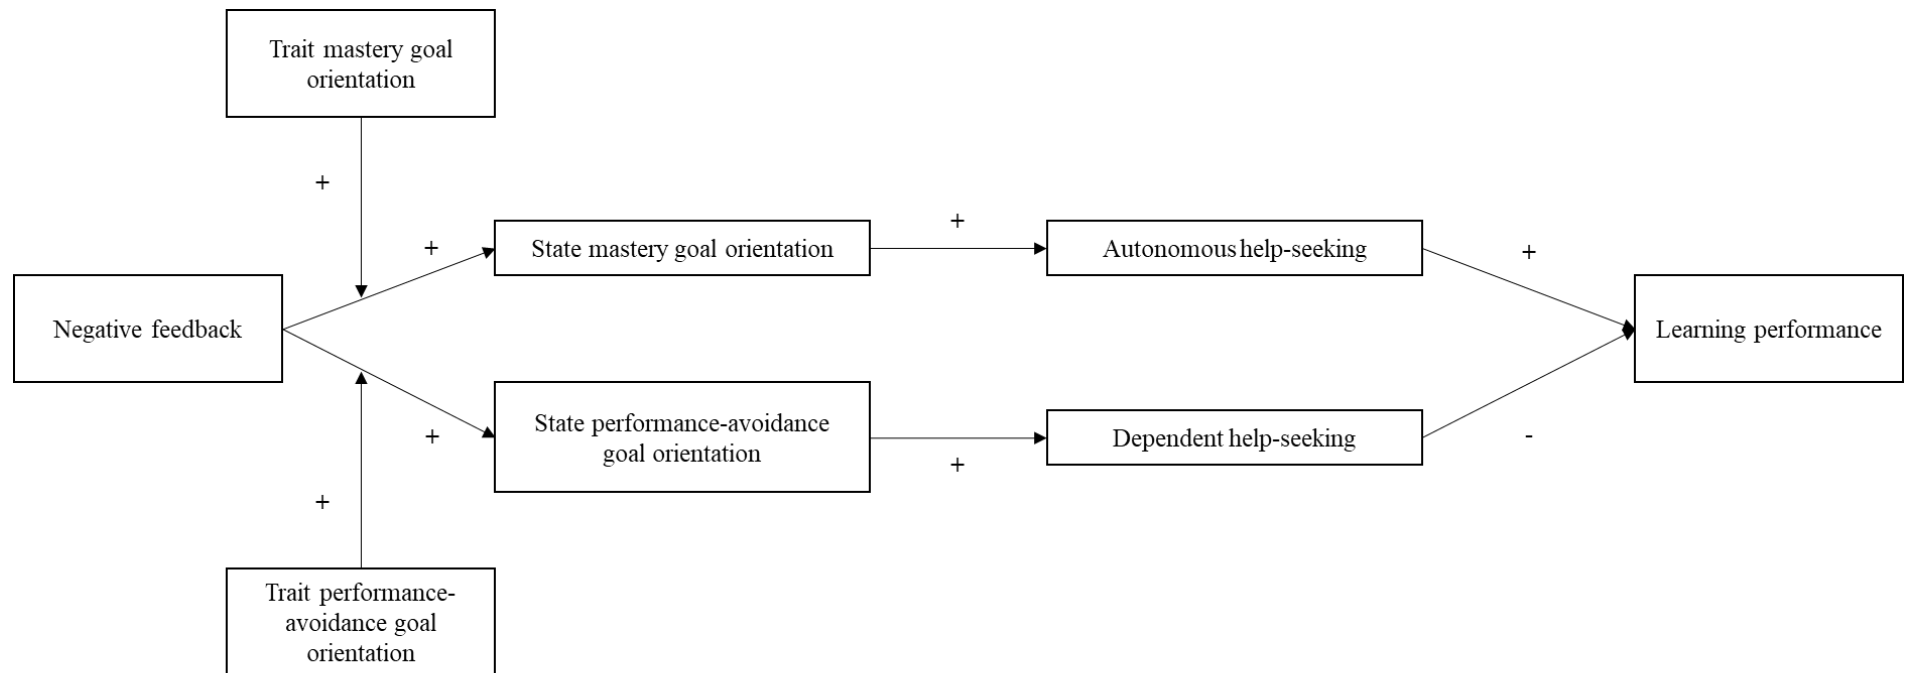 Trait mastery goal
orientation
+
+
State mastery goal orientation
+
Autonomous help-seeking
+
Negative feedback
Learning performance
State performance-avoidance
goal orientation
+
+
Dependent help-seeking
-
+
Trait performance-
avoidance goal
orientation